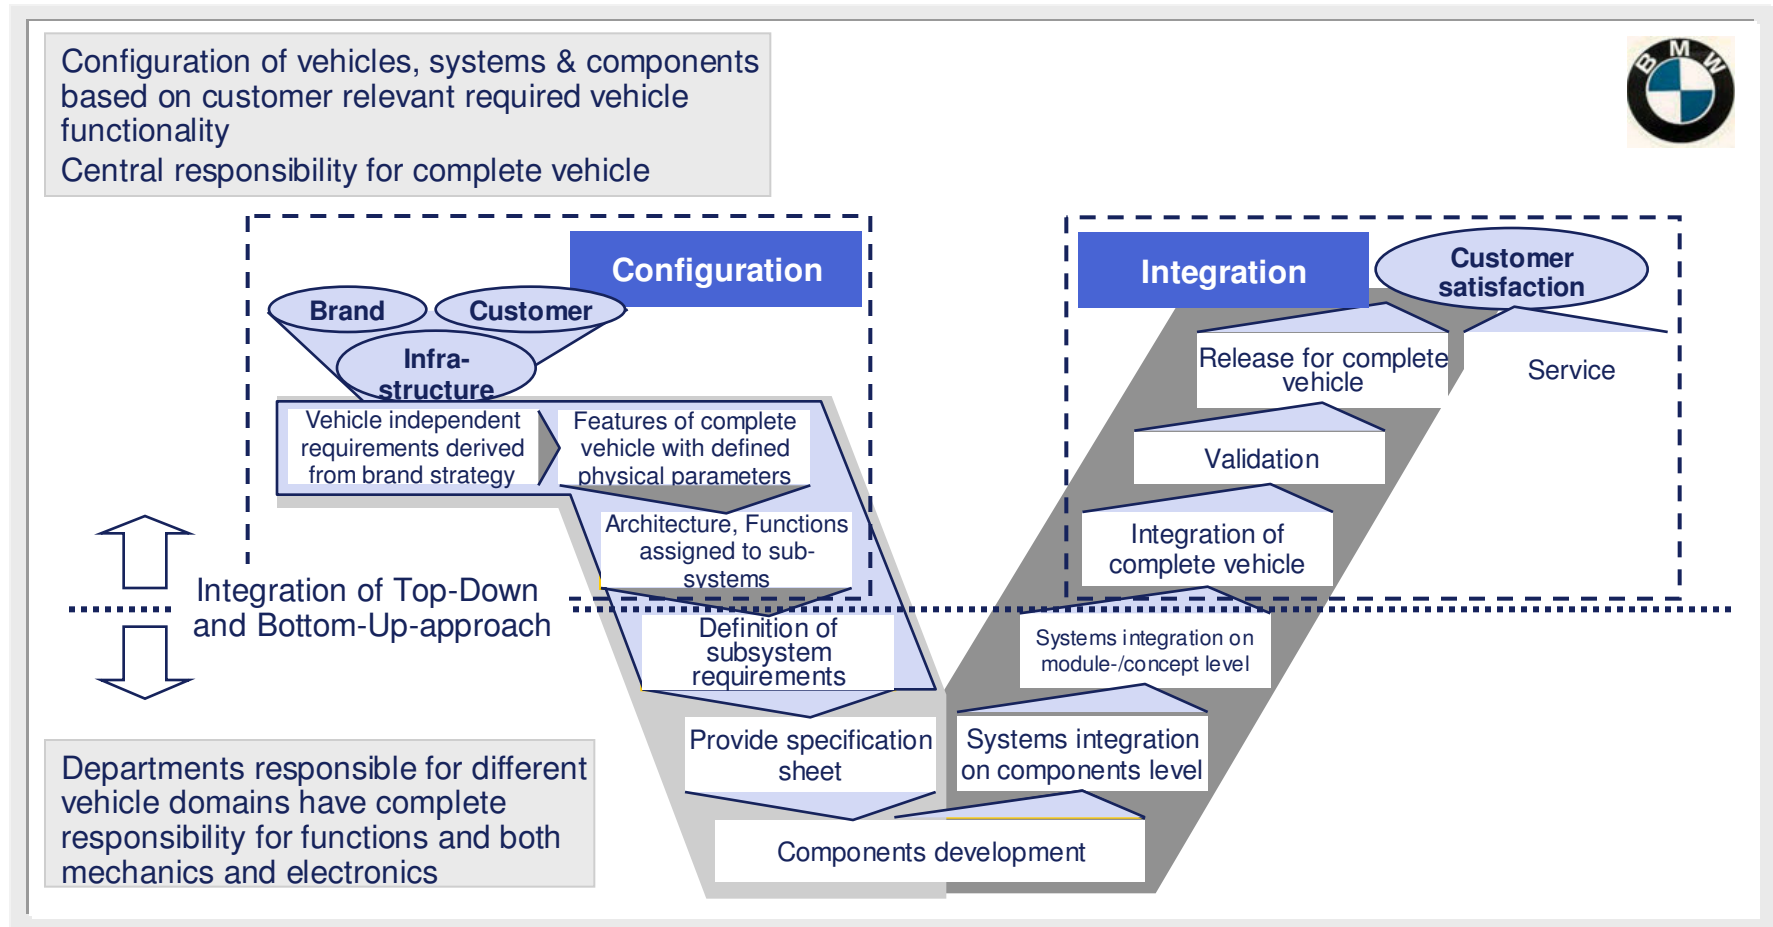 Configuration of vehicles, systems & components
based on customer relevant required vehicle
functionality
Central responsibility for complete vehicle
BMW
Configuration
Brand
Customer
Infra-
structure
Vehicle independent
requirements derived
from brand strategy
Features of complete
vehicle with defined
physical parameters
Architecture, Functions
assigned to sub-
systems
Definition of
subsystem
requirements
Provide specification
sheet
Components development
Systems integration
on components level
Systems integration on
module-/concept level
Integration of
complete vehicle
Validation
Release for complete
vehicle
Service
Integration
Customer
satisfaction
Integration of Top-Down
and Bottom-Up-approach
Departments responsible for different
vehicle domains have complete
responsibility for functions and both
mechanics and electronics